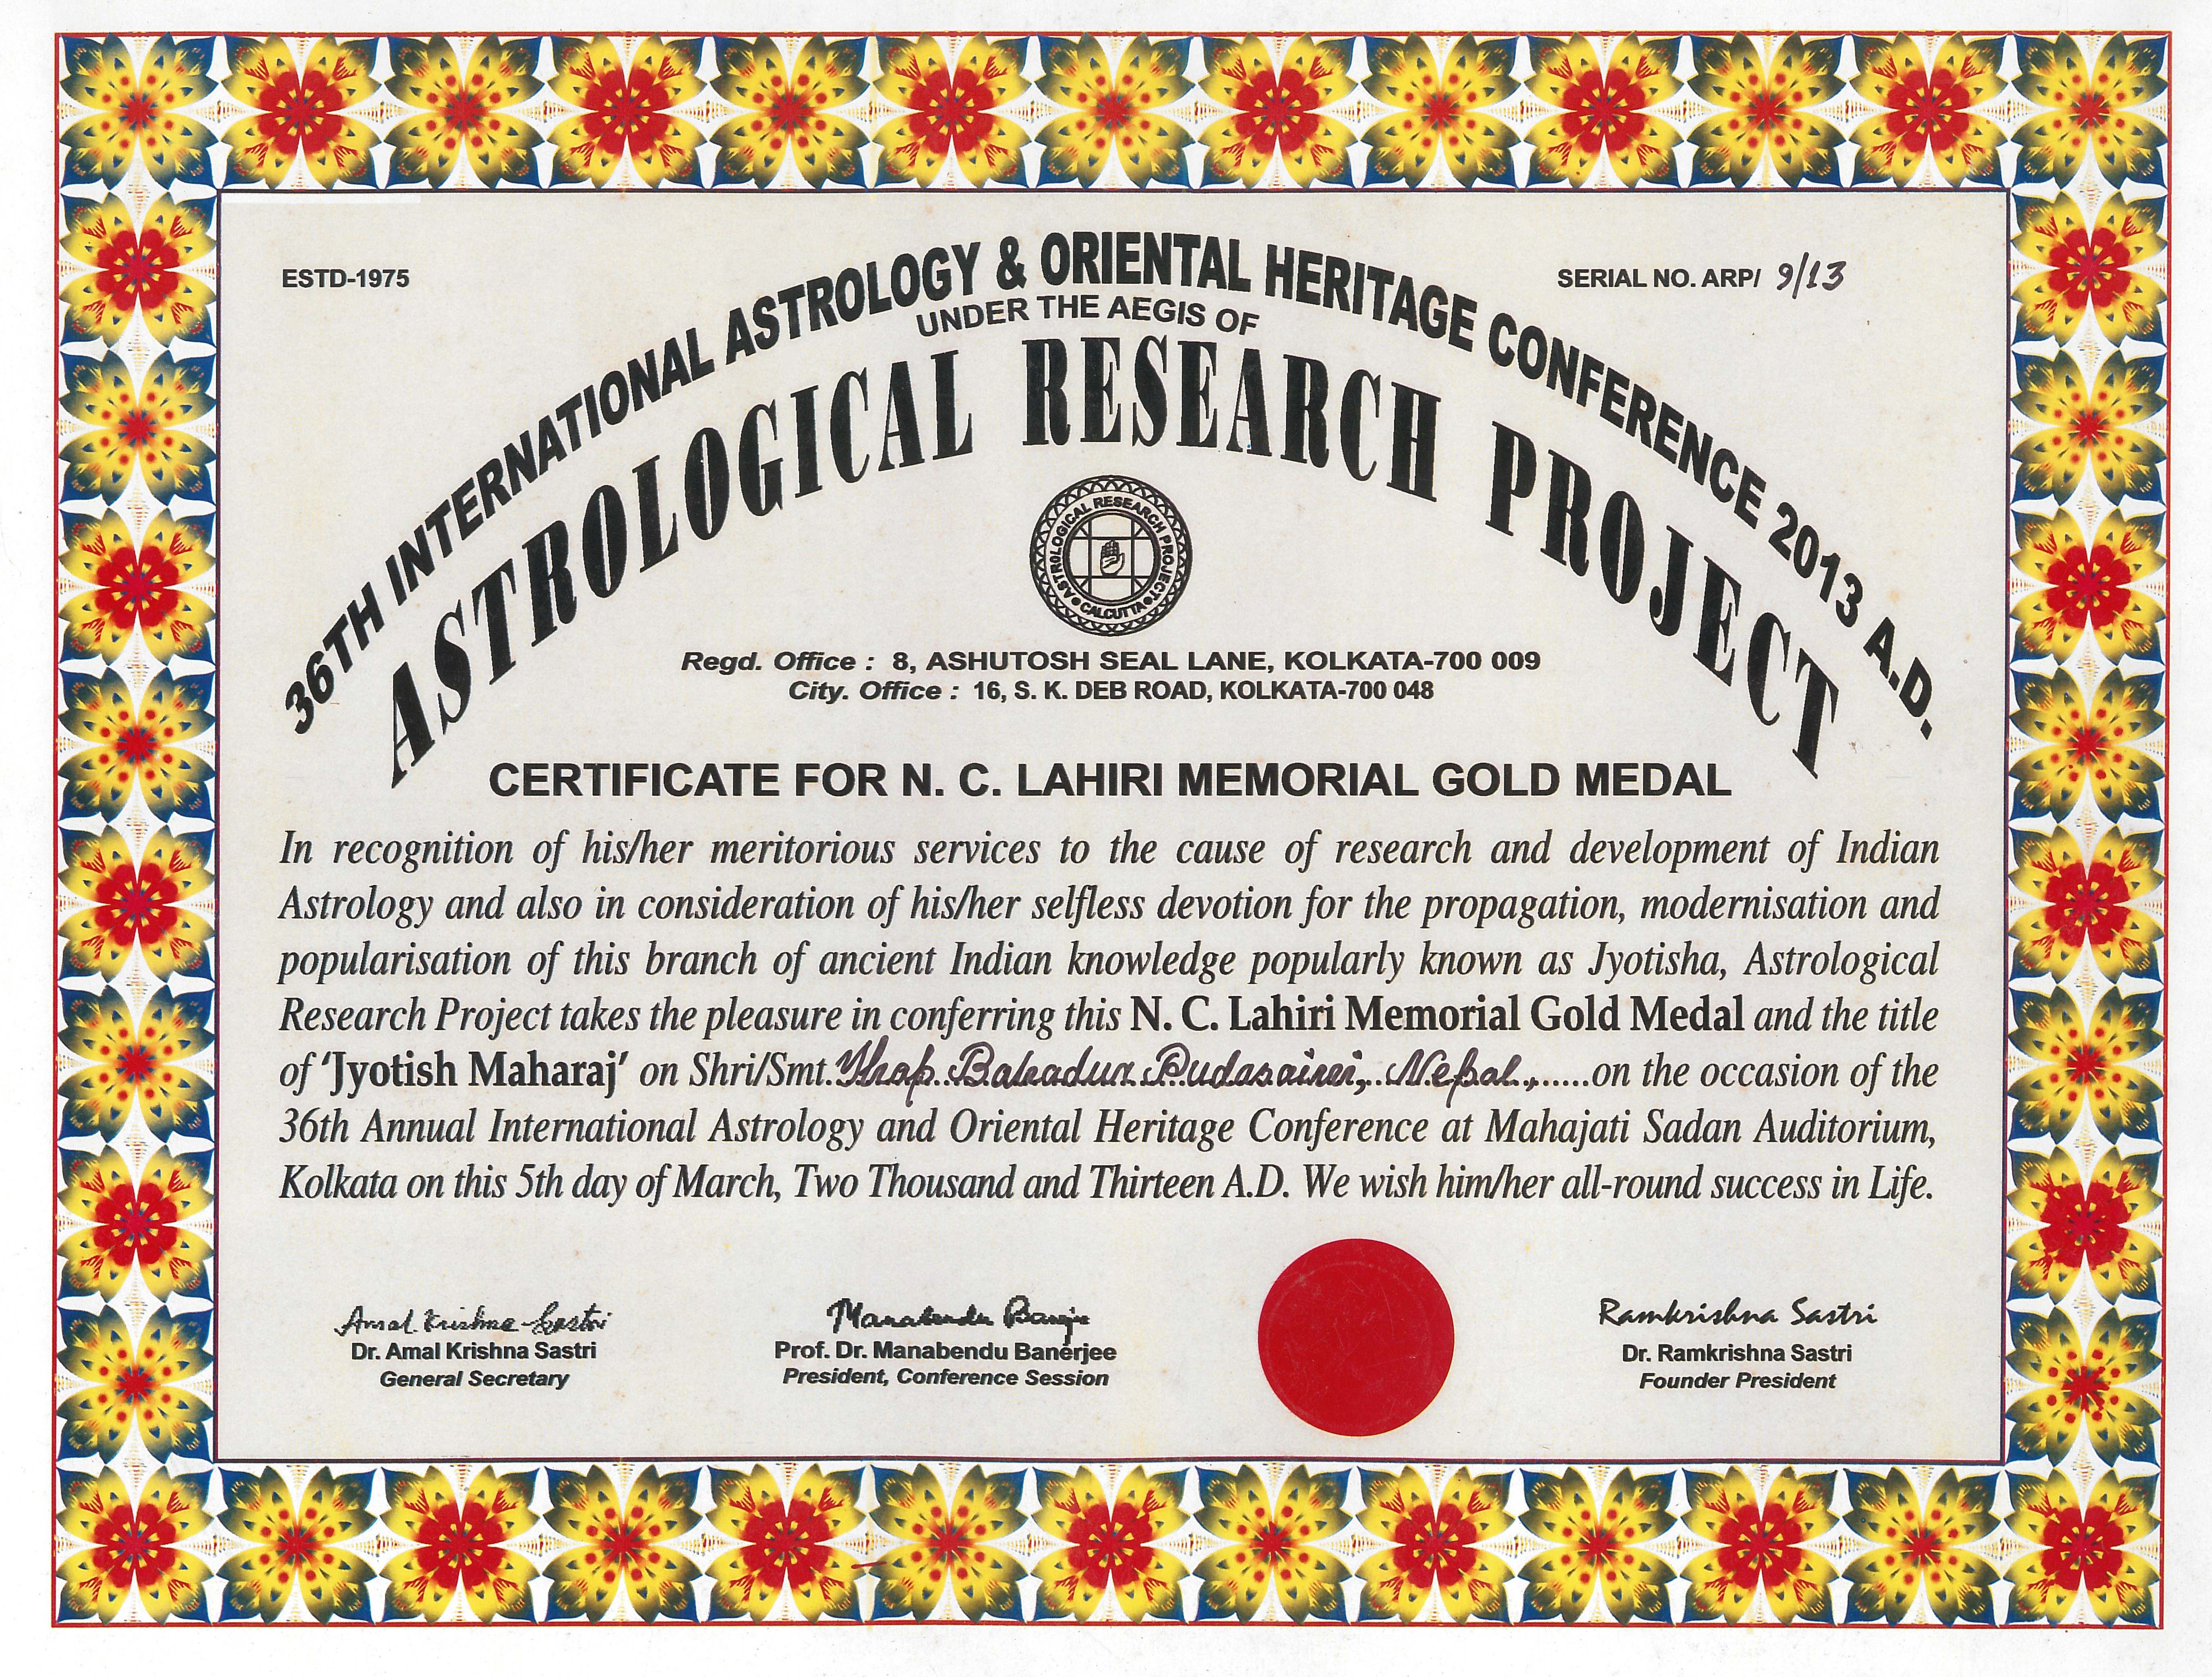 ESTD-1975
SERIAL NO. ARP/ 9/13
36TH INTERNATIONAL ASTROLOGY & ORIENTAL HERITAGE CONFERENCE 2013 A.D.
UNDER THE AEGIS OF
ASTROLOGICAL RESEARCH PROJECT
ASTROLOGICAL RESEARCH PROJECT
CALCUTTA
Regd. Office : 8, ASHUTOSH SEAL LANE, KOLKATA-700 009
City. Office : 16, S. K. DEB ROAD, KOLKATA-700 048
CERTIFICATE FOR N. C. LAHIRI MEMORIAL GOLD MEDAL
In recognition of his/her meritorious services to the cause of research and development of Indian
Astrology and also in consideration of his/her selfless devotion for the propagation, modernisation and
popularisation of this branch of ancient Indian knowledge popularly known as Jyotisha, Astrological
Research Project takes the pleasure in conferring this N. C. Lahiri Memorial Gold Medal and the title
of 'Jyotish Maharaj' on Shri/Smt. Bahadur Pudasaini, Nepal, on the occasion of the
36th Annual International Astrology and Oriental Heritage Conference at Mahajati Sadan Auditorium,
Kolkata on this 5th day of March, Two Thousand and Thirteen A.D. We wish him/her all-round success in Life.
Amal Krishna Sastri
Dr. Amal Krishna Sastri
General Secretary
Manabendu Banerjee
Prof. Dr. Manabendu Banerjee
President, Conference Session
Ramkrishna Sastri
Dr. Ramkrishna Sastri
Founder President